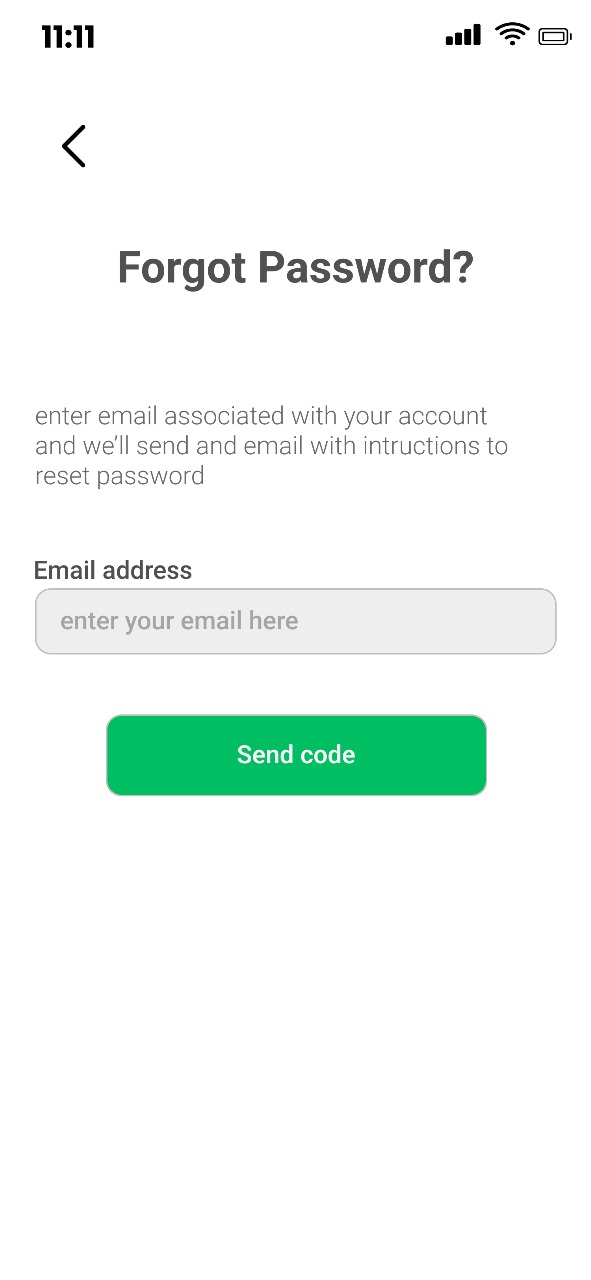 11:11
Forgot Password?
enter email associated with your account
and we’ll send and email with intructions to
reset password
Email address
enter your email here
Send code